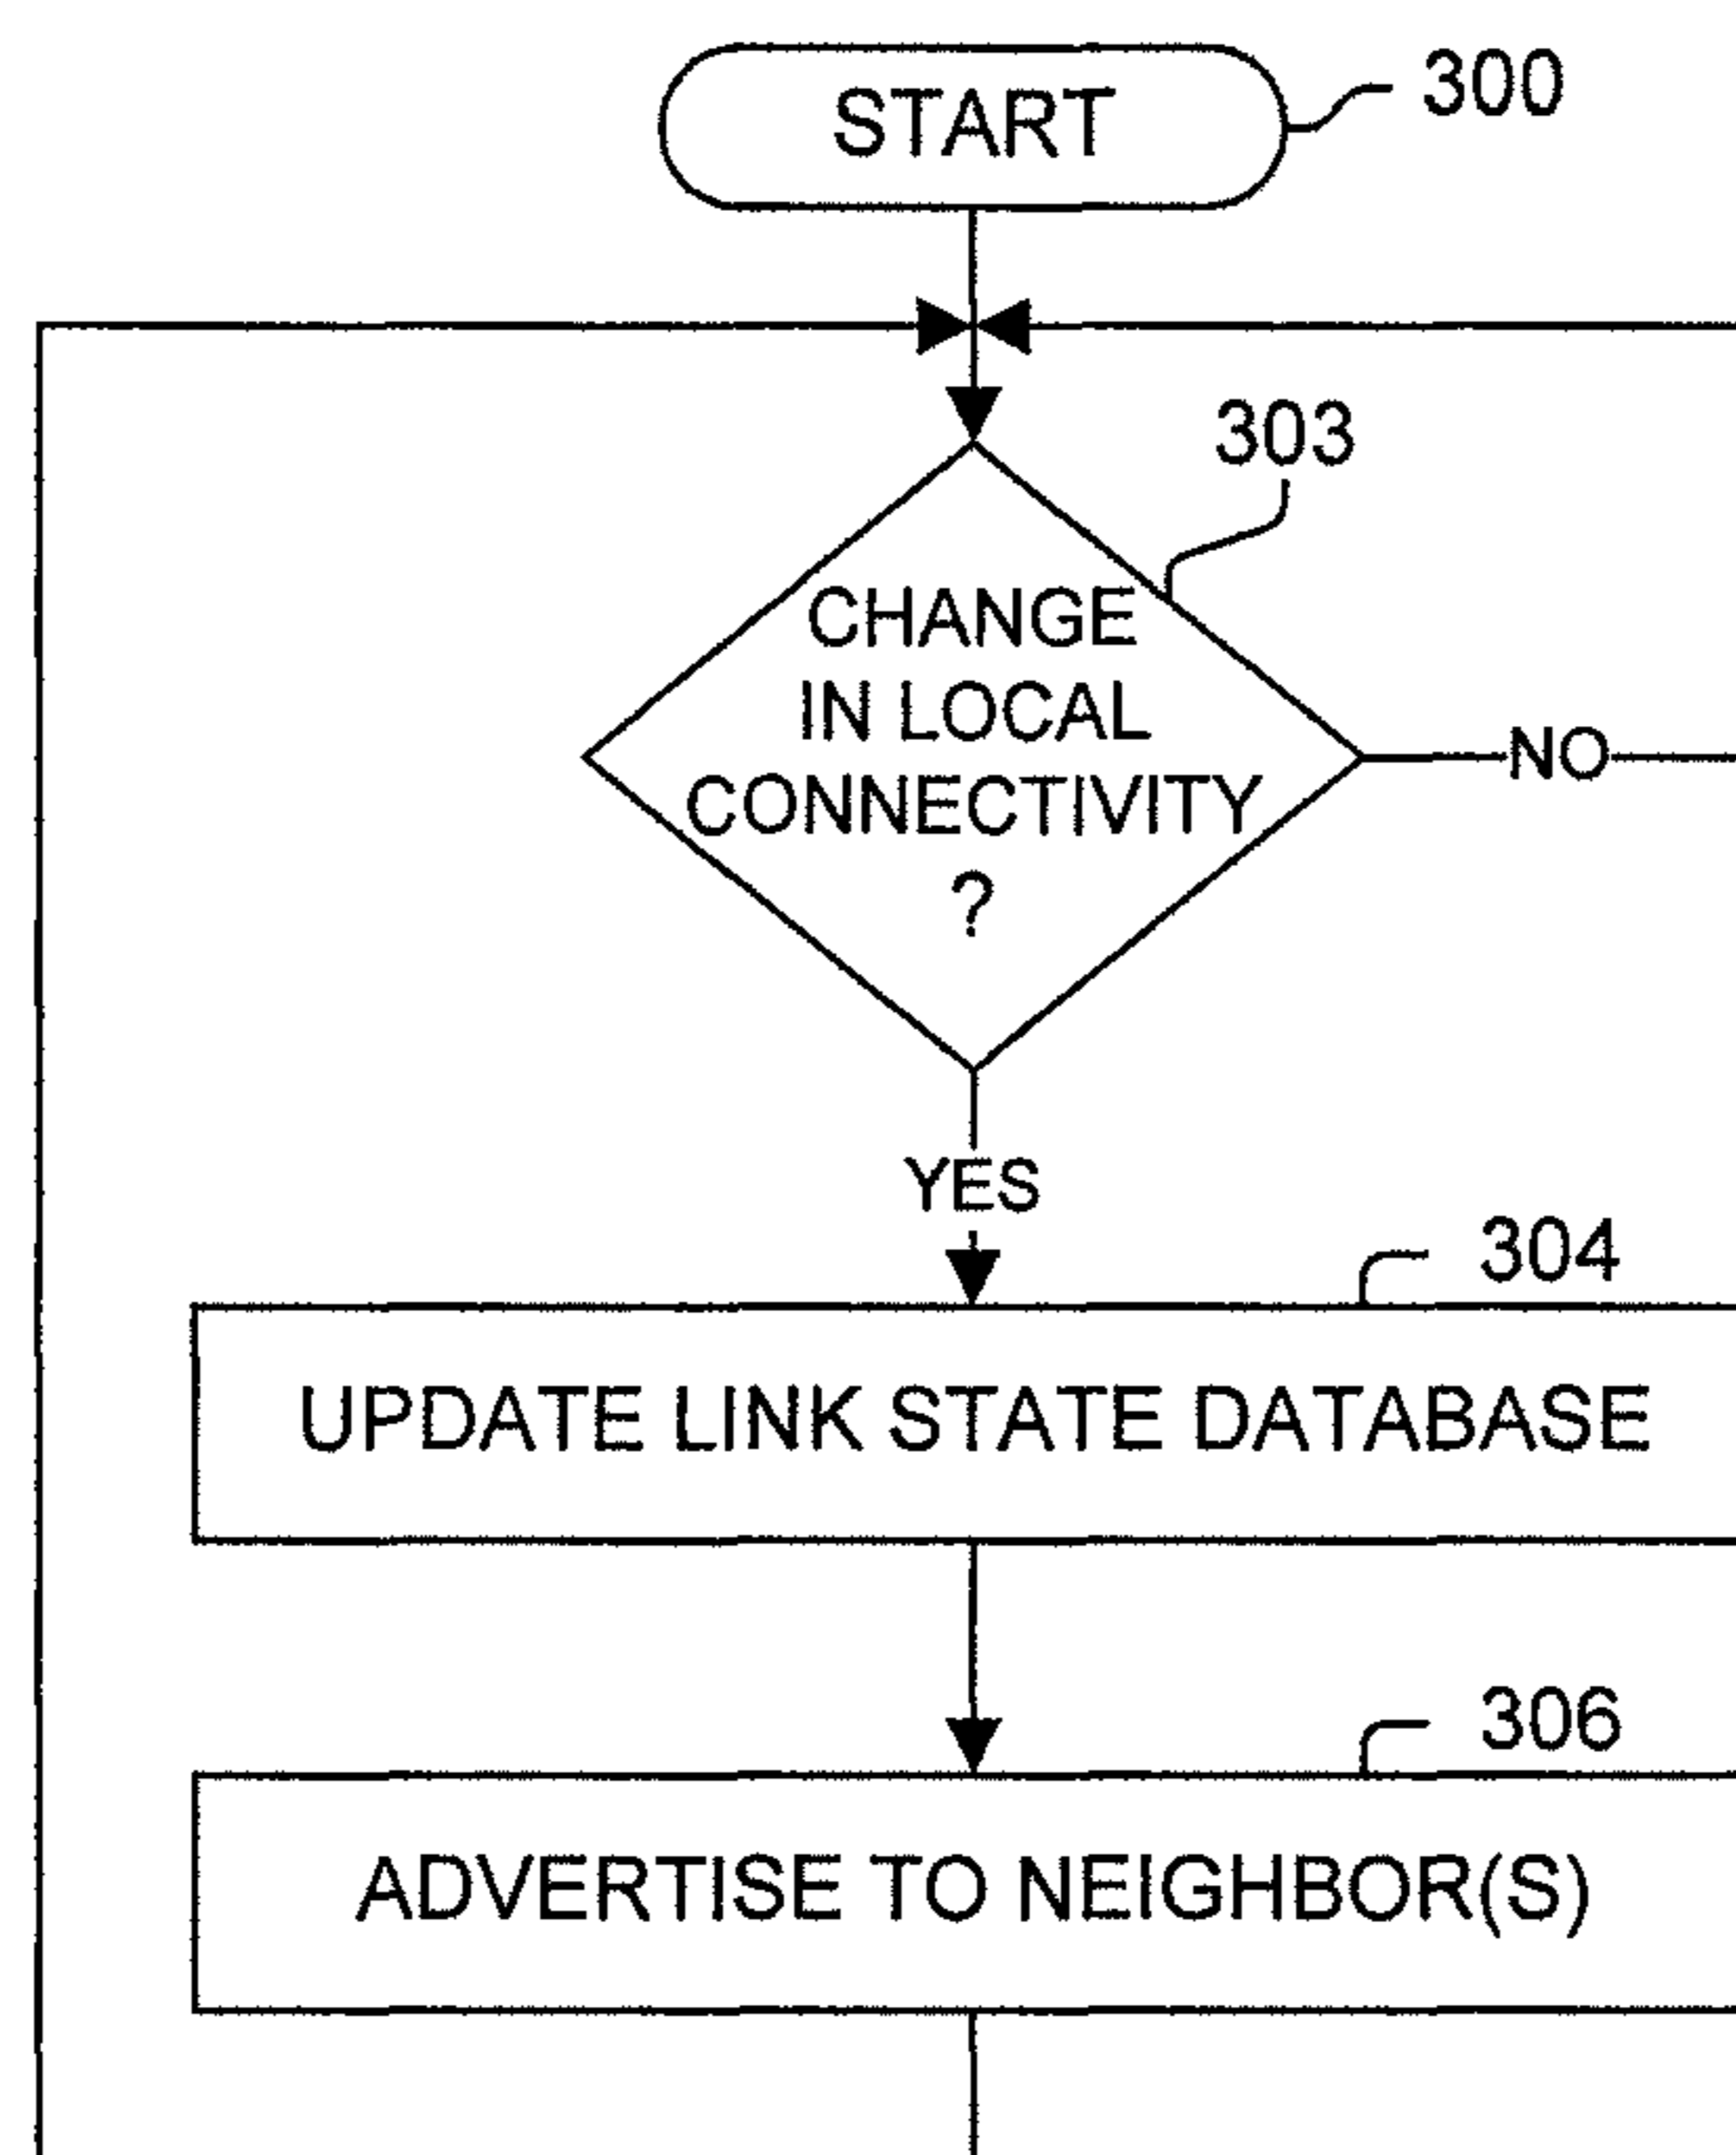 START
300
303
CHANGE
IN LOCAL
CONNECTIVITY
?
NO
YES
304
UPDATE LINK STATE DATABASE
306
ADVERTISE TO NEIGHBOR(S)